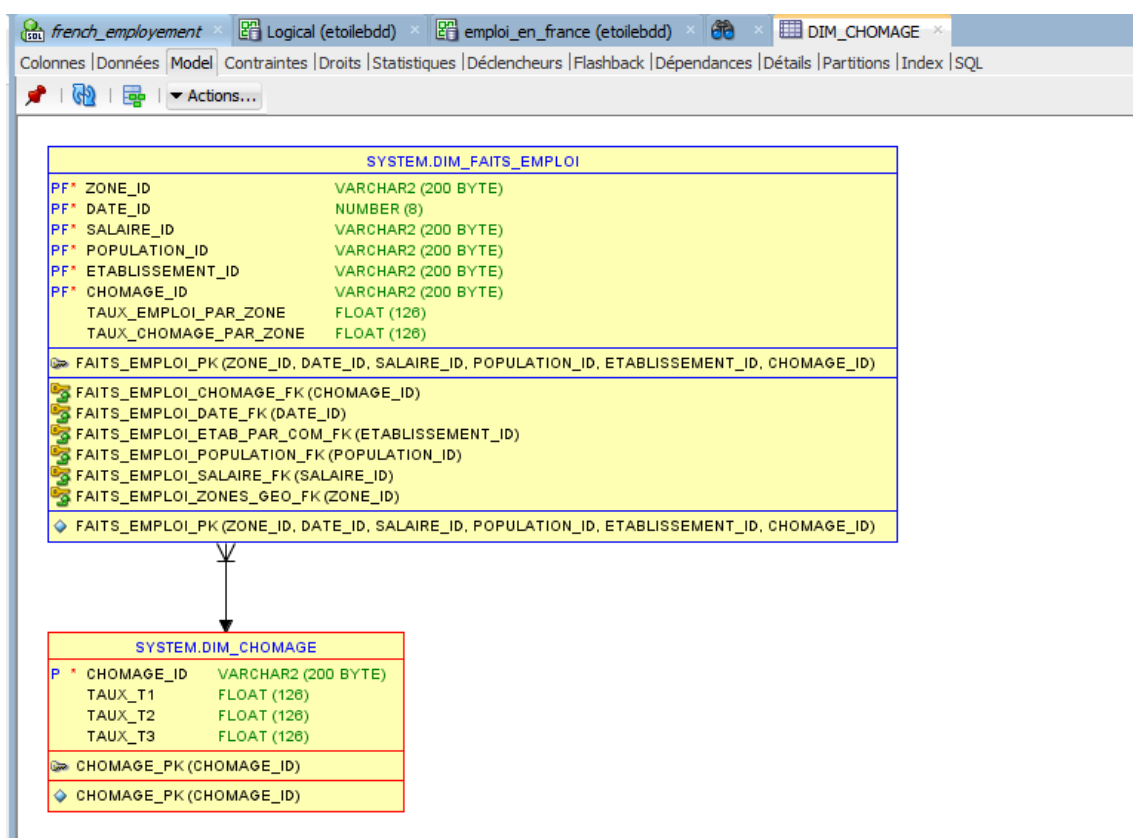 french_employement × Logical (etoilebdd) × emploi_en_france (etoilebdd) × × DIM_CHOMAGE ×
Colonnes |Données |Model |Contraintes |Droits |Statistiques |Déclencheurs |Flashback |Dépendances |Détails |Partitions |Index |SQL
Actions...
SYSTEM.DIM_FAITS_EMPLOI
PF* ZONE_ID VARCHAR2 (200 BYTE)
PF* DATE_ID NUMBER (8)
PF* SALAIRE_ID VARCHAR2 (200 BYTE)
PF* POPULATION_ID VARCHAR2 (200 BYTE)
PF* ETABLISSEMENT_ID VARCHAR2 (200 BYTE)
PF* CHOMAGE_ID VARCHAR2 (200 BYTE)
TAUX_EMPLOI_PAR_ZONE FLOAT (126)
TAUX_CHOMAGE_PAR_ZONE FLOAT (126)
FAITS_EMPLOI_PK (ZONE_ID, DATE_ID, SALAIRE_ID, POPULATION_ID, ETABLISSEMENT_ID, CHOMAGE_ID)
FAITS_EMPLOI_CHOMAGE_FK (CHOMAGE_ID)
FAITS_EMPLOI_DATE_FK (DATE_ID)
FAITS_EMPLOI_ETAB_PAR_COM_FK (ETABLISSEMENT_ID)
FAITS_EMPLOI_POPULATION_FK (POPULATION_ID)
FAITS_EMPLOI_SALAIRE_FK (SALAIRE_ID)
FAITS_EMPLOI_ZONES_GEO_FK (ZONE_ID)
FAITS_EMPLOI_PK (ZONE_ID, DATE_ID, SALAIRE_ID, POPULATION_ID, ETABLISSEMENT_ID, CHOMAGE_ID)
SYSTEM.DIM_CHOMAGE
P * CHOMAGE_ID VARCHAR2 (200 BYTE)
TAUX_T1 FLOAT (126)
TAUX_T2 FLOAT (126)
TAUX_T3 FLOAT (126)
CHOMAGE_PK (CHOMAGE_ID)
CHOMAGE_PK (CHOMAGE_ID)